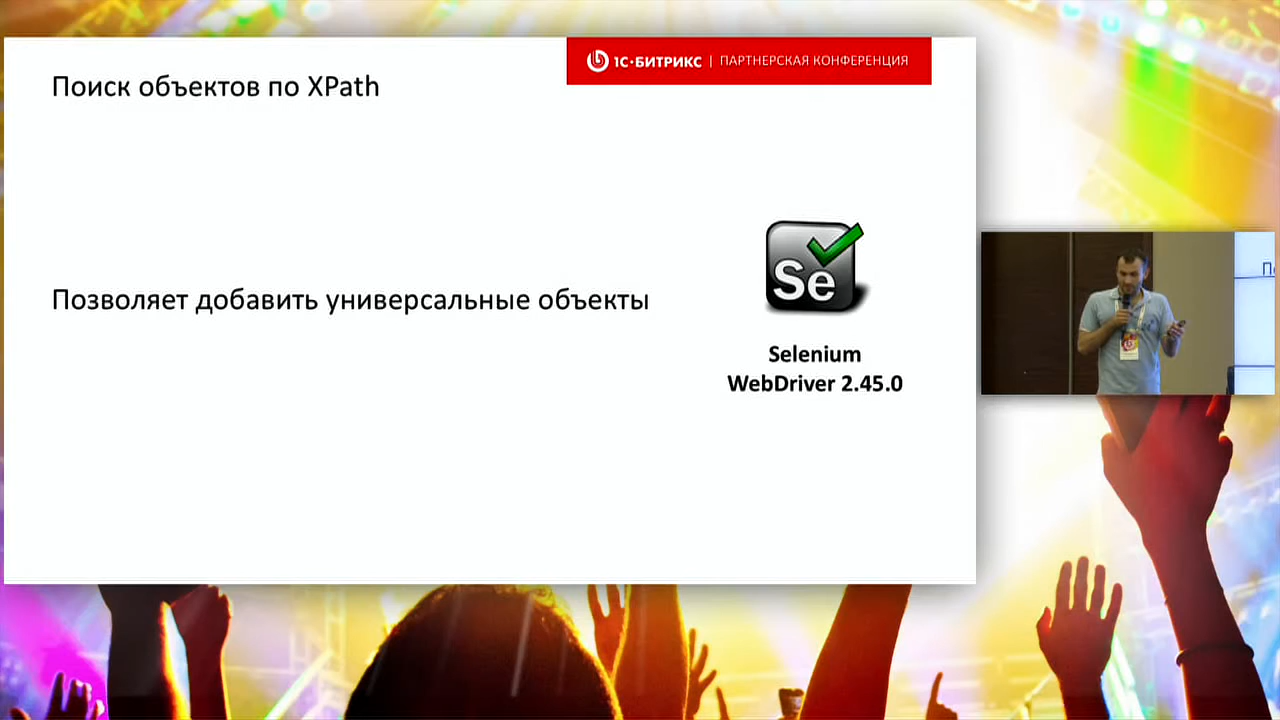 1С-БИТРИКС | ПАРТНЕРСКАЯ КОНФЕРЕНЦИЯ
Поиск объектов по XPath
Позволяет добавить универсальные объекты
Se
Selenium
WebDriver 2.45.0